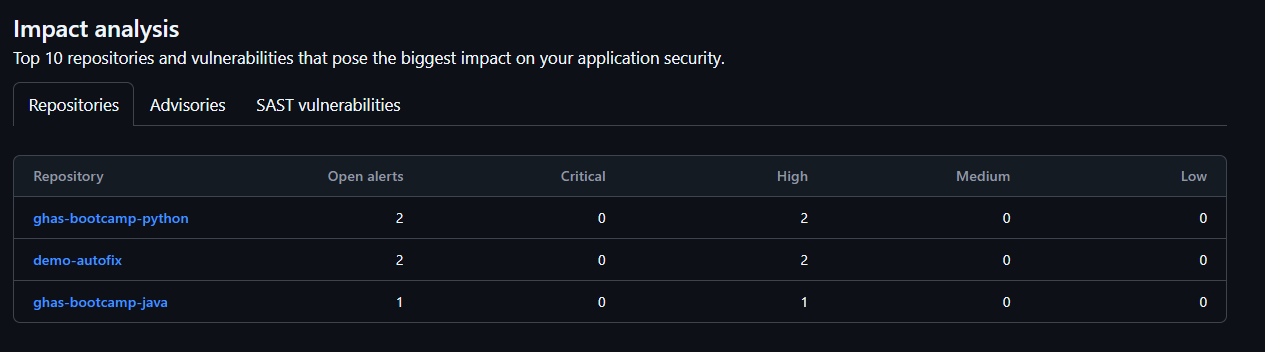 Impact analysis
Top 10 repositories and vulnerabilities that pose the biggest impact on your application security.
Repositories Advisories SAST vulnerabilities
Repository Open alerts Critical High Medium Low
ghas-bootcamp-python 2 0 2 0 0
demo-autofix 2 0 2 0 0
ghas-bootcamp-java 1 0 1 0 0